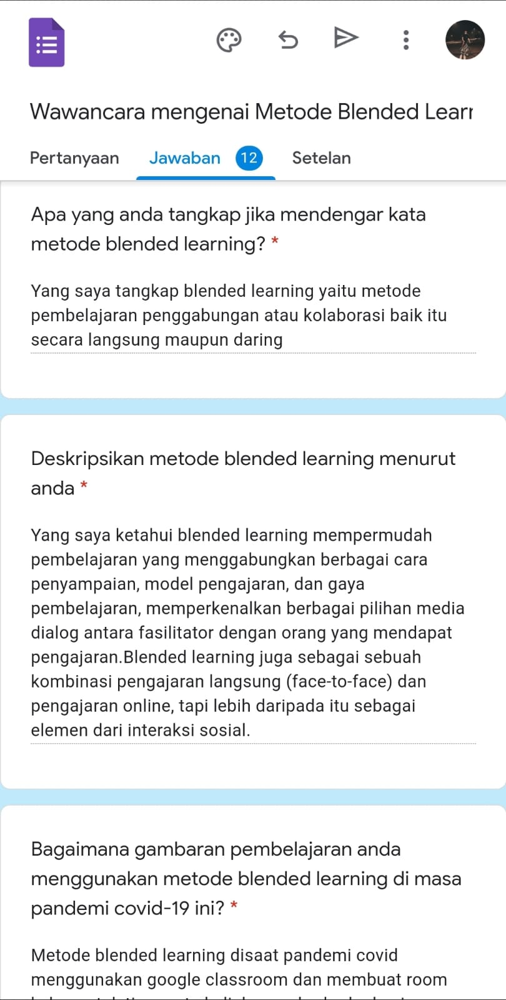 Wawancara mengenai Metode Blended Lear
Pertanyaan Jawaban 12 Setelan
Apa yang anda tangkap jika mendengar kata
metode blended learning? *
Yang saya tangkap blended learning yaitu metode
pembelajaran penggabungan atau kolaborasi baik itu
secara langsung maupun daring
Deskripsikan metode blended learning menurut
anda *
Yang saya ketahui blended learning mempermudah
pembelajaran yang menggabungkan berbagai cara
penyampaian, model pengajaran, dan gaya
pembelajaran, memperkenalkan berbagai pilihan media
dialog antara fasilitator dengan orang yang mendapat
pengajaran.Blended learning juga sebagai sebuah
kombinasi pengajaran langsung (face-to-face) dan
pengajaran online, tapi lebih daripada itu sebagai
elemen dari interaksi sosial.
Bagaimana gambaran pembelajaran anda
menggunakan metode blended learning di masa
pandemi covid-19 ini? *
Metode blended learning disaat pandemi covid
menggunakan google classroom dan membuat room